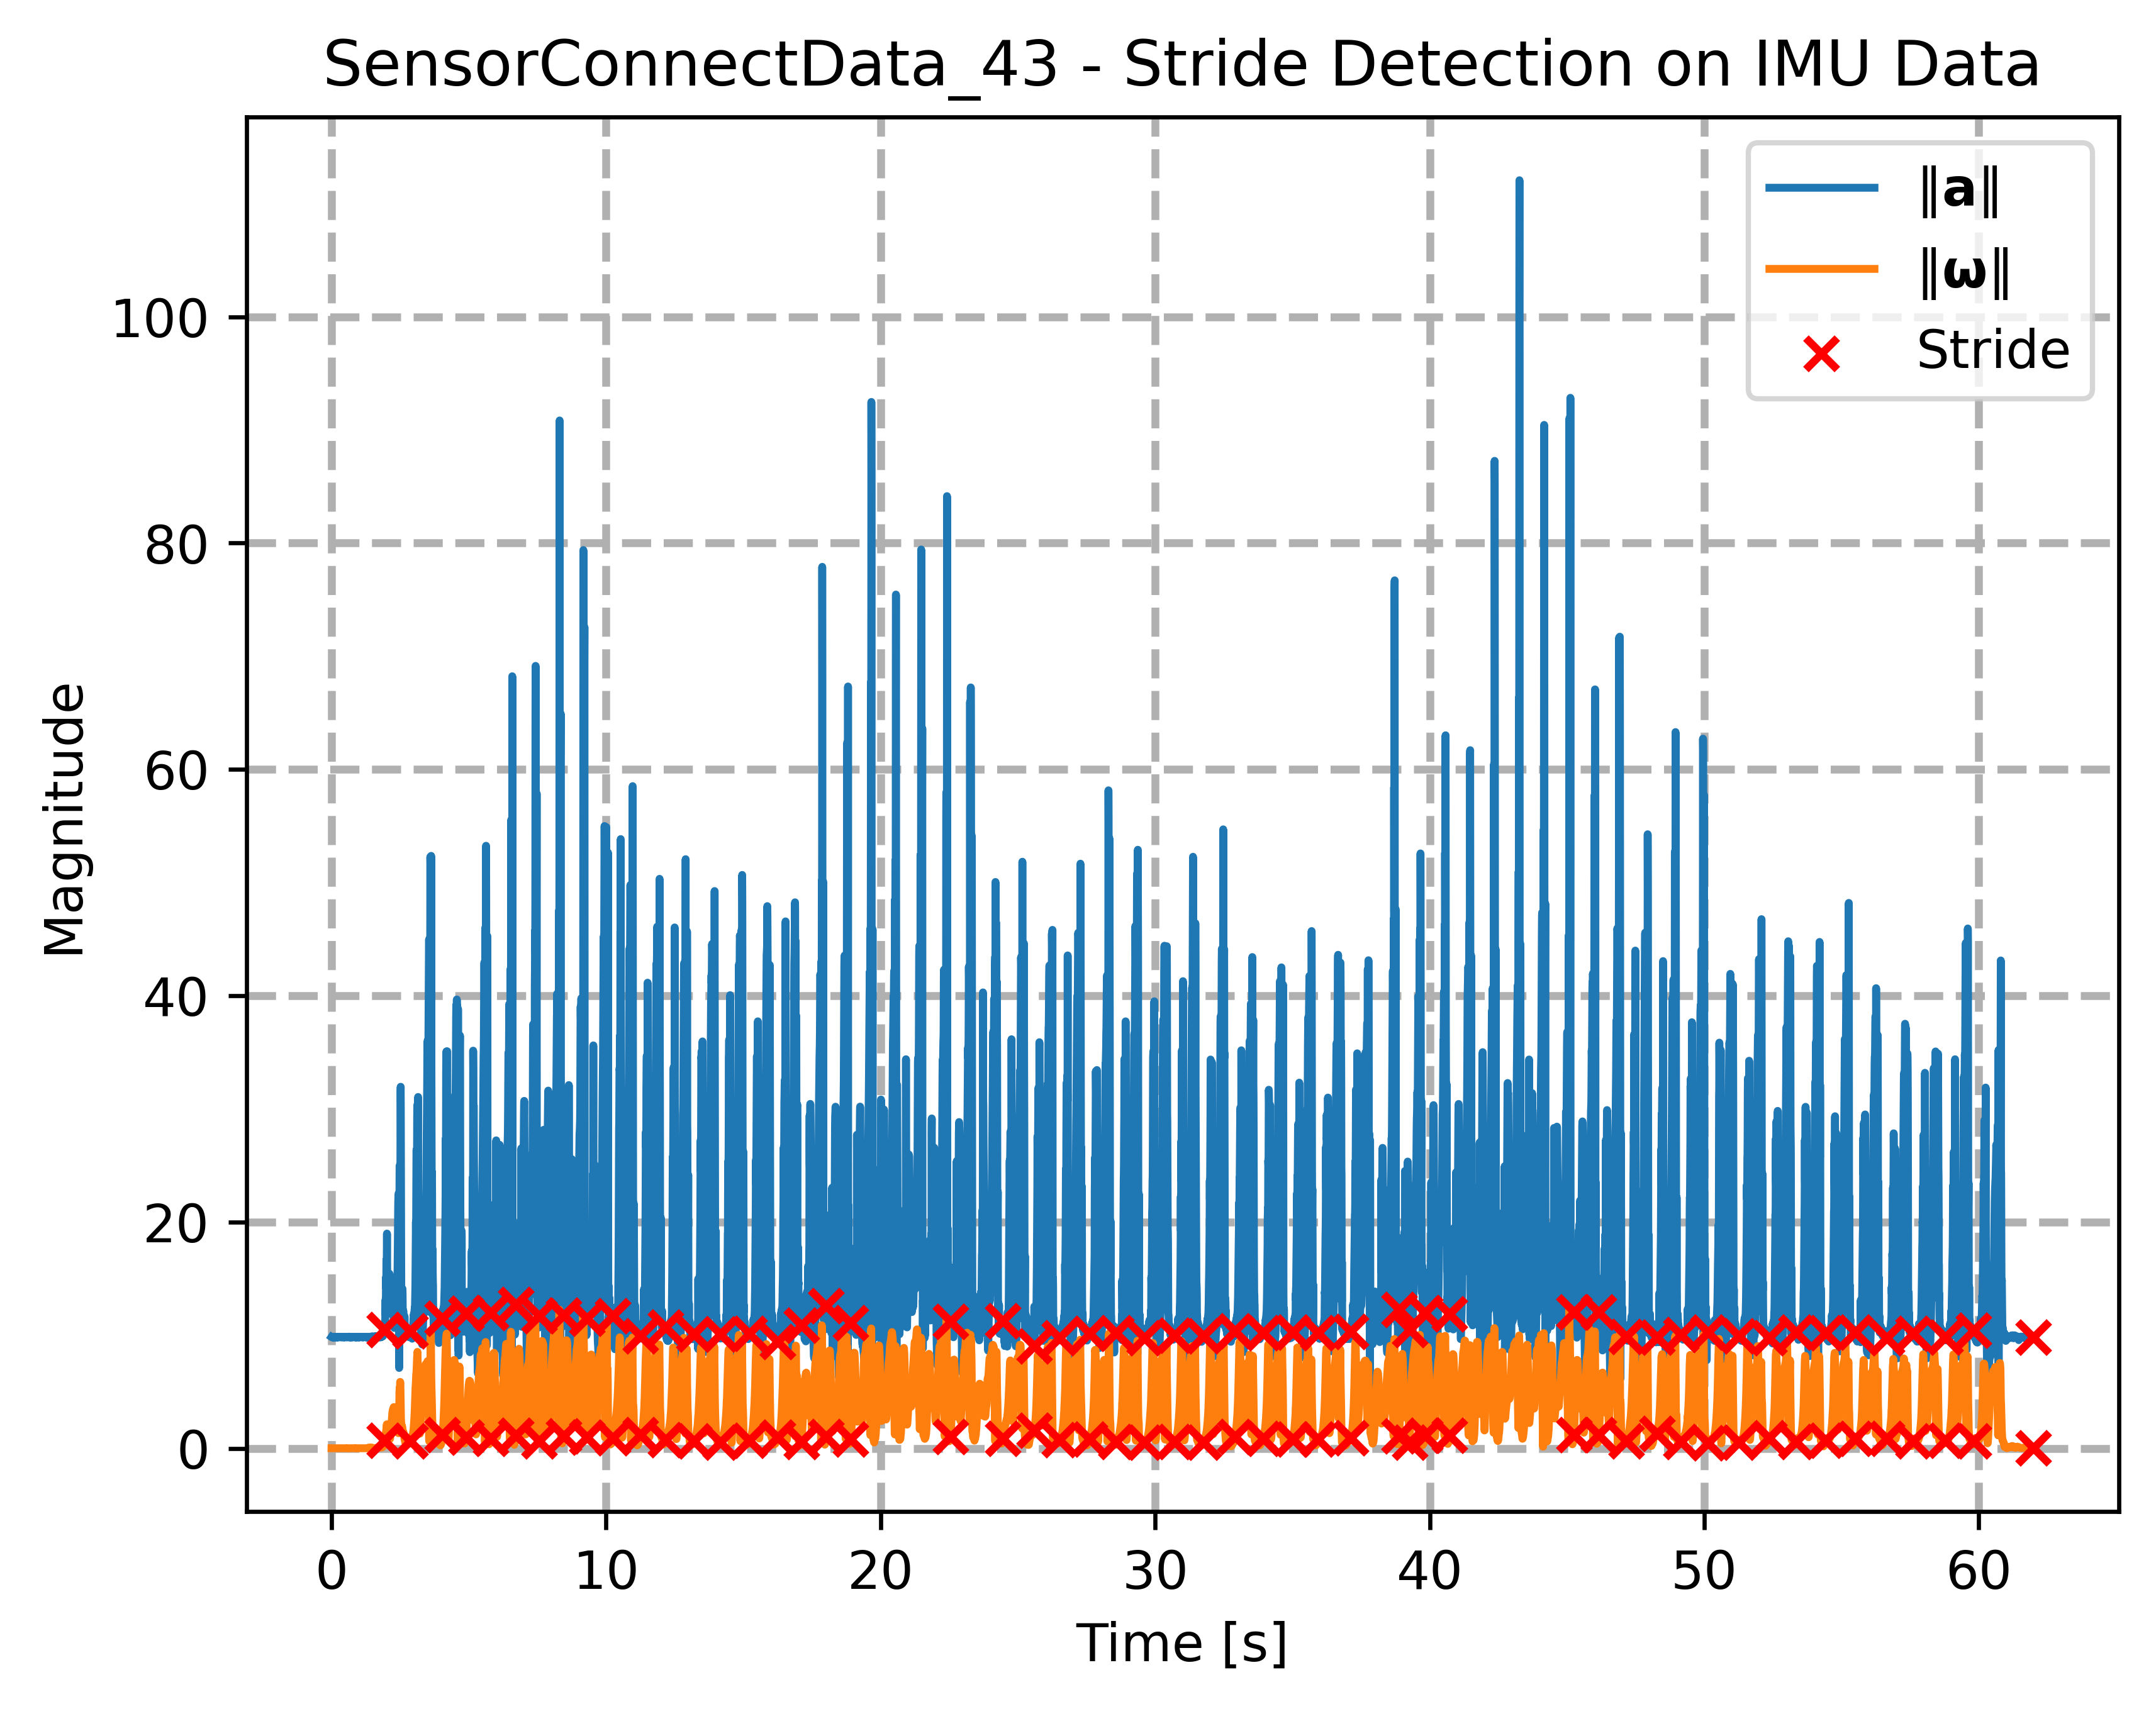 SensorConnectData_43 - Stride Detection on IMU Data
‖a‖
‖ω‖
Stride
Magnitude
100
80
60
40
20
0
0 10 20 30 40 50 60
Time [s]